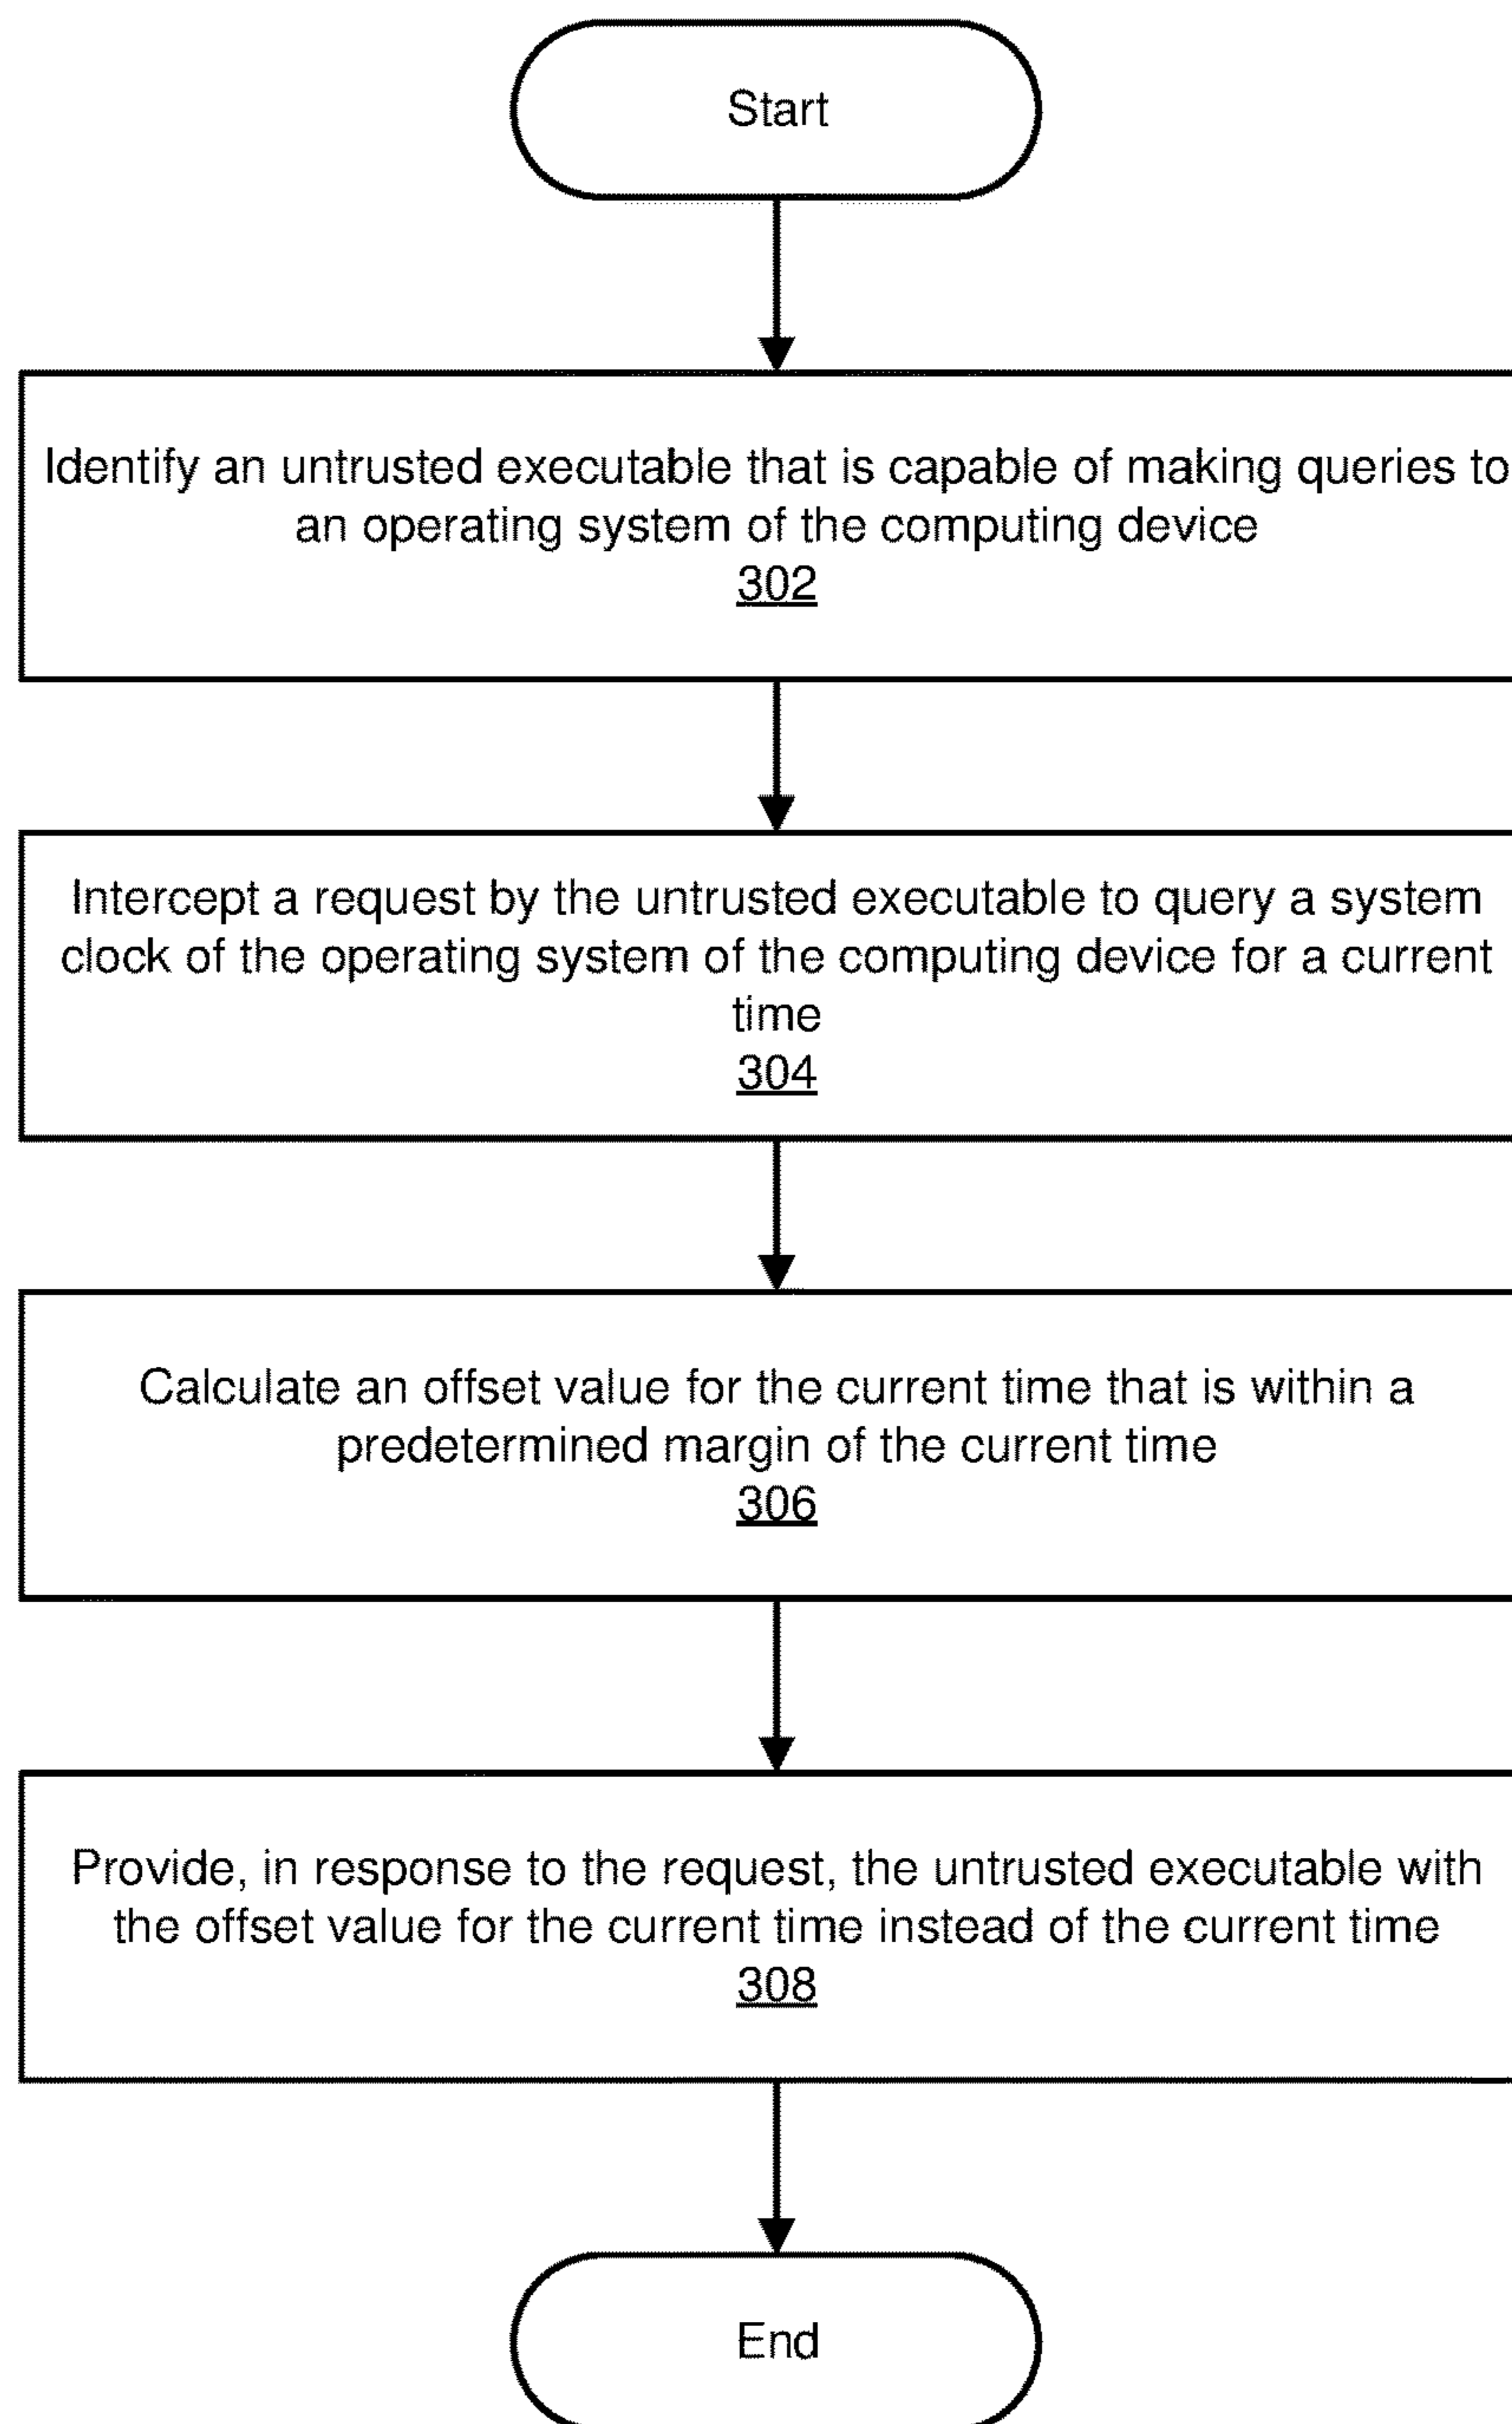 Start
Identify an untrusted executable that is capable of making queries to
an operating system of the computing device
302
Intercept a request by the untrusted executable to query a system
clock of the operating system of the computing device for a current
time
304
Calculate an offset value for the current time that is within a
predetermined margin of the current time
306
Provide, in response to the request, the untrusted executable with
the offset value for the current time instead of the current time
308
End